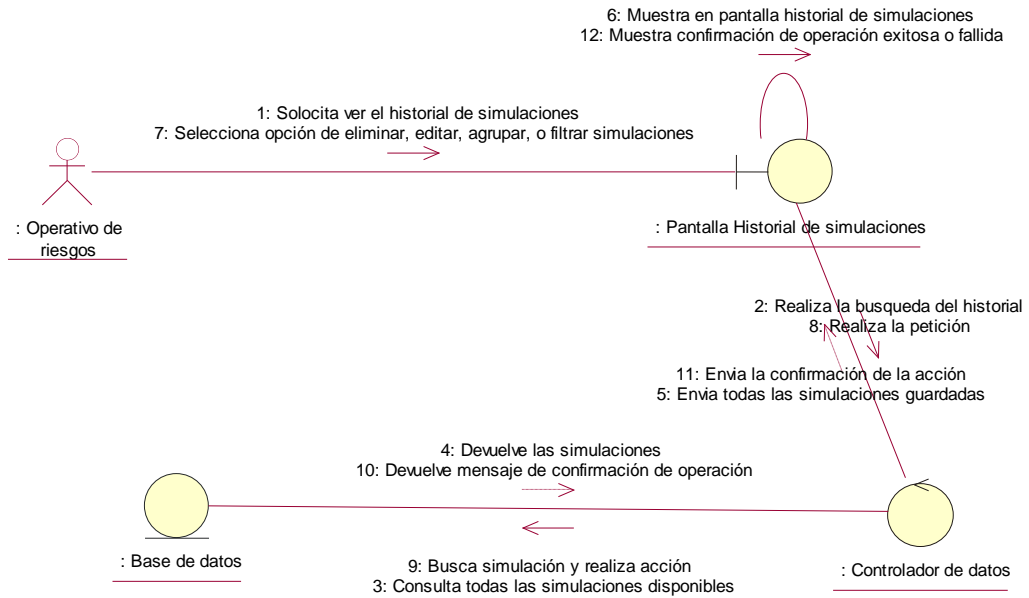 6: Muestra en pantalla historial de simulaciones
12: Muestra confirmación de operación exitosa o fallida
1: Solocita ver el historial de simulaciones
7: Selecciona opción de eliminar, editar, agrupar, o filtrar simulaciones
: Operativo de
riesgos
: Pantalla Historial de simulaciones
2: Realiza la busqueda del historial
8: Realiza la petición
11: Envia la confirmación de la acción
5: Envia todas las simulaciones guardadas
4: Devuelve las simulaciones
10: Devuelve mensaje de confirmación de operación
: Base de datos
9: Busca simulación y realiza acción
3: Consulta todas las simulaciones disponibles
: Controlador de datos